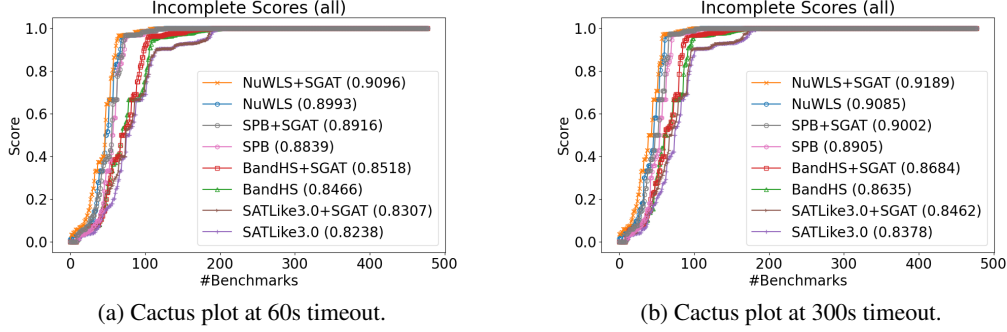 Incomplete Scores (all)
1.0
0.8
0.6
0.4
0.2
0.0
Score
NuWLS+SGAT (0.9096)
NuWLS (0.8993)
SPB+SGAT (0.8916)
SPB (0.8839)
BandHS+SGAT (0.8518)
BandHS (0.8466)
SATLike3.0+SGAT (0.8307)
SATLike3.0 (0.8238)
0 100 200 300 400 500
#Benchmarks
(a) Cactus plot at 60s timeout.
Incomplete Scores (all)
1.0
0.8
0.6
0.4
0.2
0.0
Score
NuWLS+SGAT (0.9189)
NuWLS (0.9085)
SPB+SGAT (0.9002)
SPB (0.8905)
BandHS+SGAT (0.8684)
BandHS (0.8635)
SATLike3.0+SGAT (0.8462)
SATLike3.0 (0.8378)
0 100 200 300 400 500
#Benchmarks
(b) Cactus plot at 300s timeout.